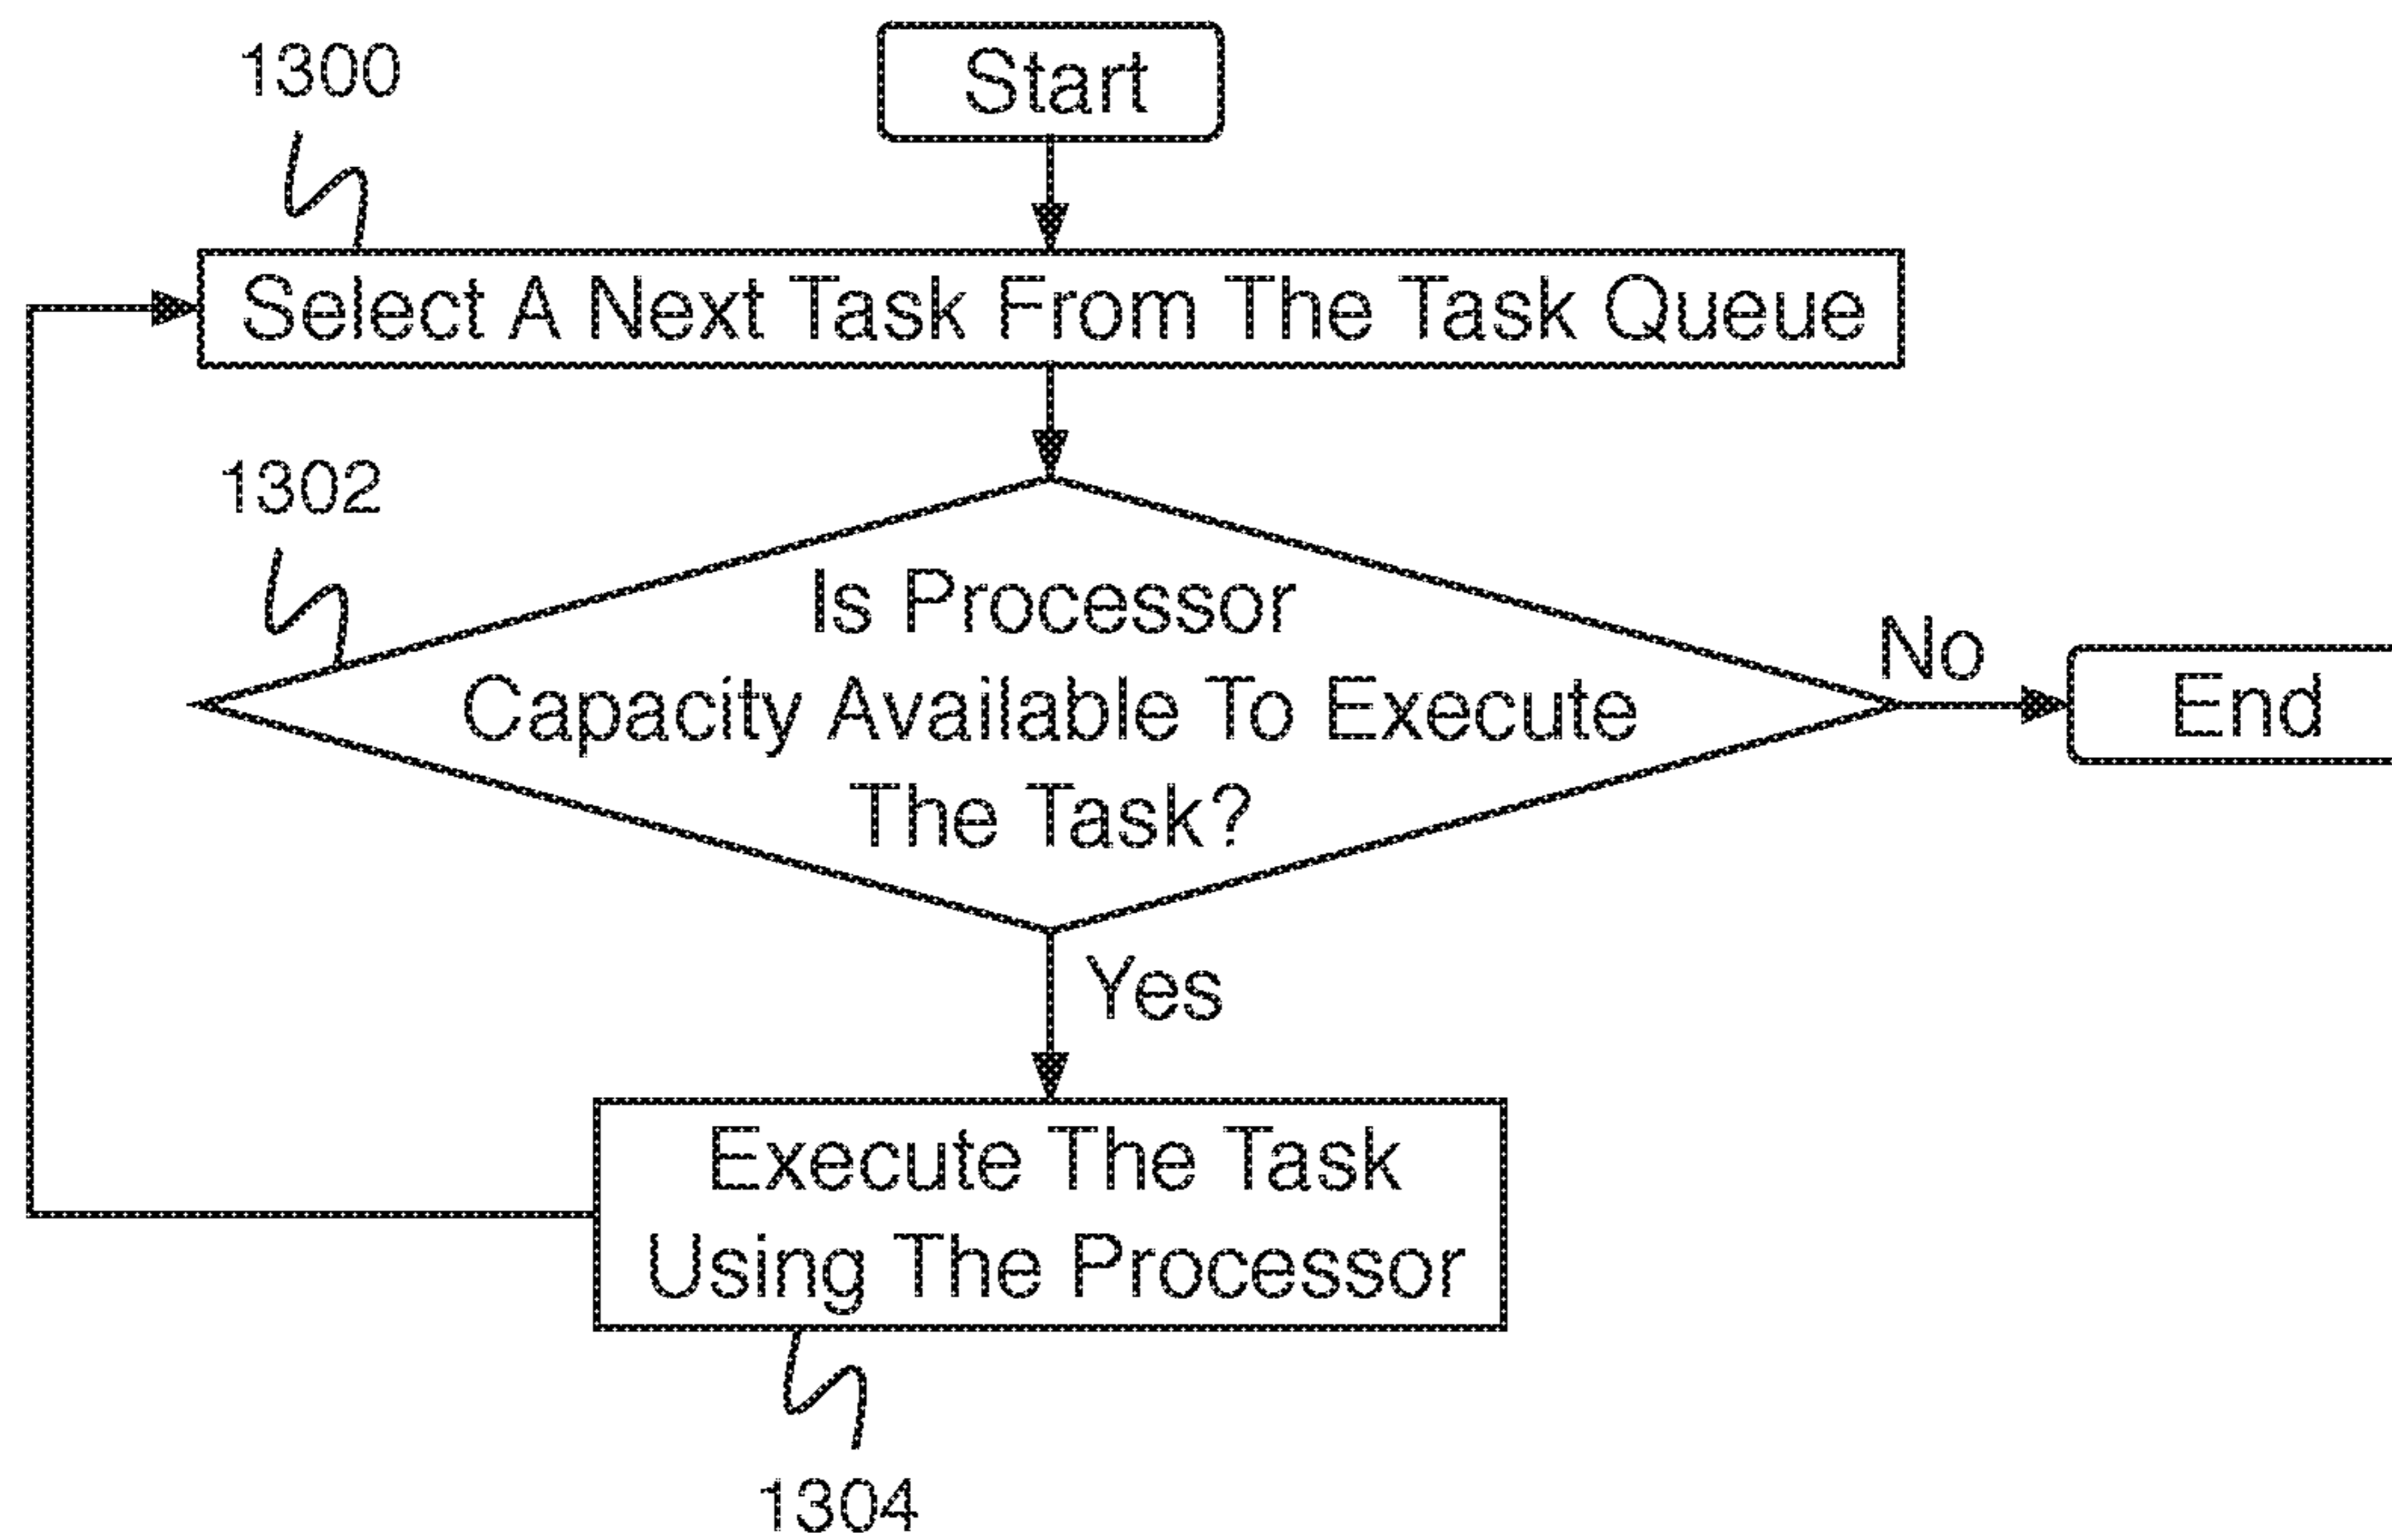 1300
Start
Select A Next Task From The Task Queue
1302
Is Processor
Capacity Available To Execute
The Task?
No
End
Yes
Execute The Task
Using The Processor
1304